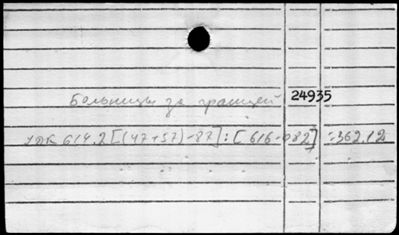 Больницы за границей 24935
УДК 614.2[(47+57)-87]:[616-082]:362.12